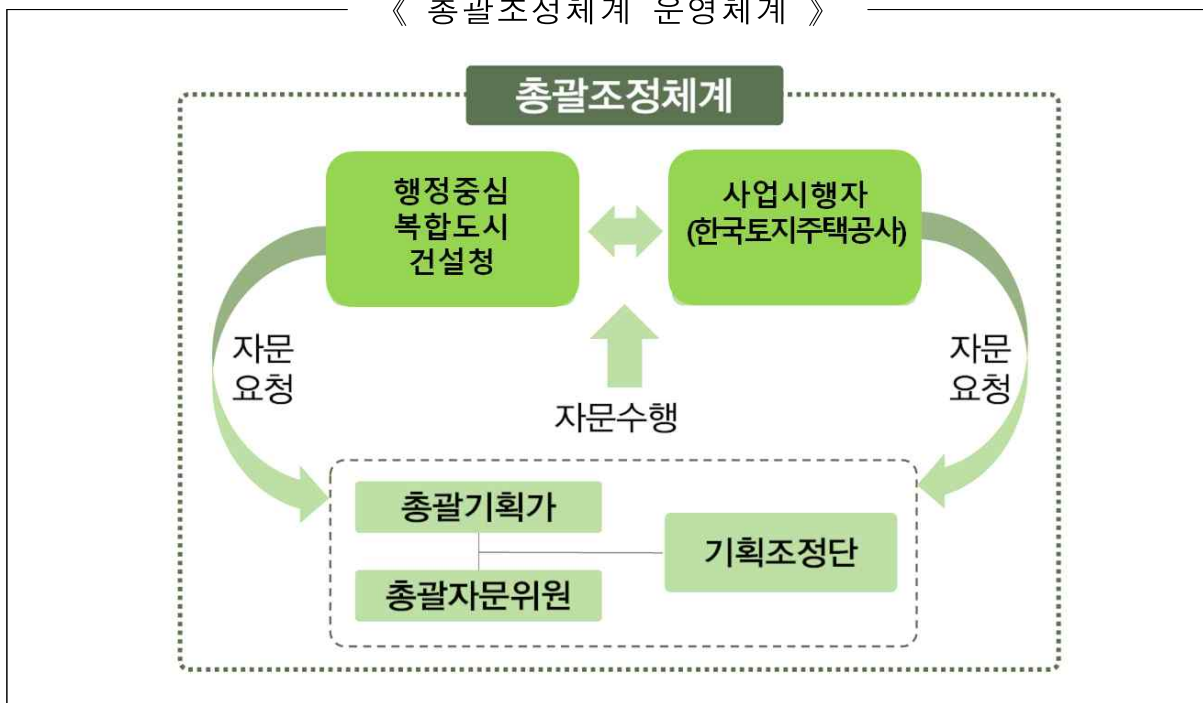 《 총괄조정체계 운영체계 》
총괄조정체계
행정중심
복합도시
건설청
사업시행자
(한국토지주택공사)
자문
요청
자문
요청
자문수행
총괄기획가
총괄자문위원
기획조정단